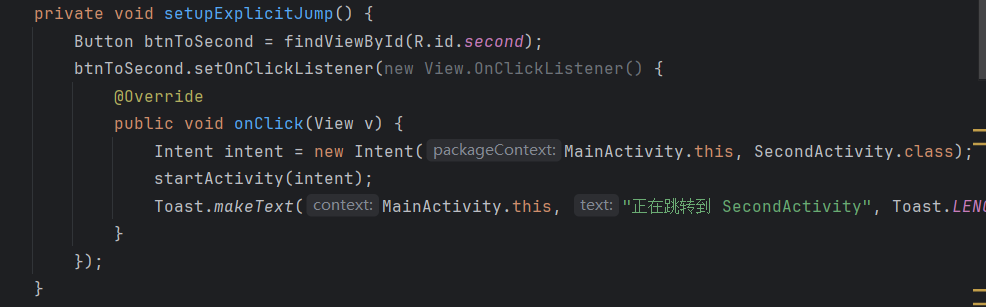 private void setupExplicitJump() {
Button btnToSecond = findViewById(R.id.second);
btnToSecond.setOnClickListener(new View.OnClickListener() {
@Override
public void onClick(View v) {
Intent intent = new Intent( packageContext: MainActivity.this, SecondActivity.class);
startActivity(intent);
Toast.makeText( context: MainActivity.this, text: "正在跳转到 SecondActivity", Toast.LENG
}
});
}